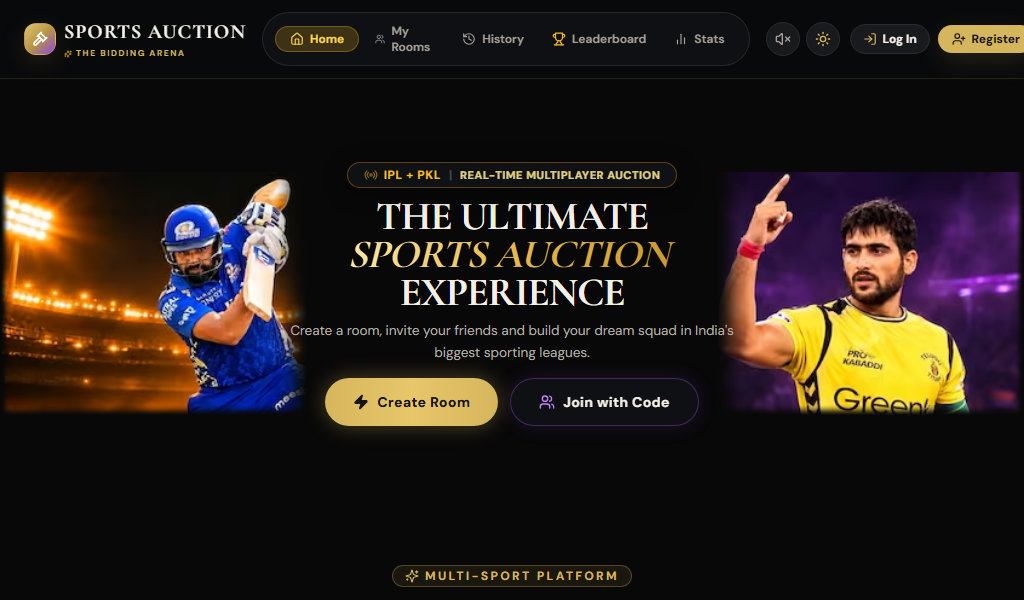 SPORTS AUCTION
THE BIDDING ARENA
Home
My Rooms
History
Leaderboard
Stats
Log In
Register
IPL + PKL | REAL-TIME MULTIPLAYER AUCTION
THE ULTIMATE
SPORTS AUCTION
EXPERIENCE
Create a room, invite your friends and build your dream squad in India's
biggest sporting leagues.
Create Room
Join with Code
PRO
KABADDI
MULTI-SPORT PLATFORM